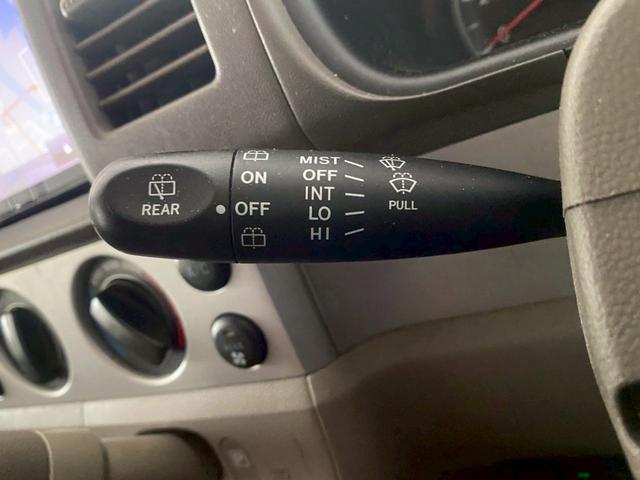 REAR
ON
OFF
MIST
OFF
INT
LO
HI
PULL